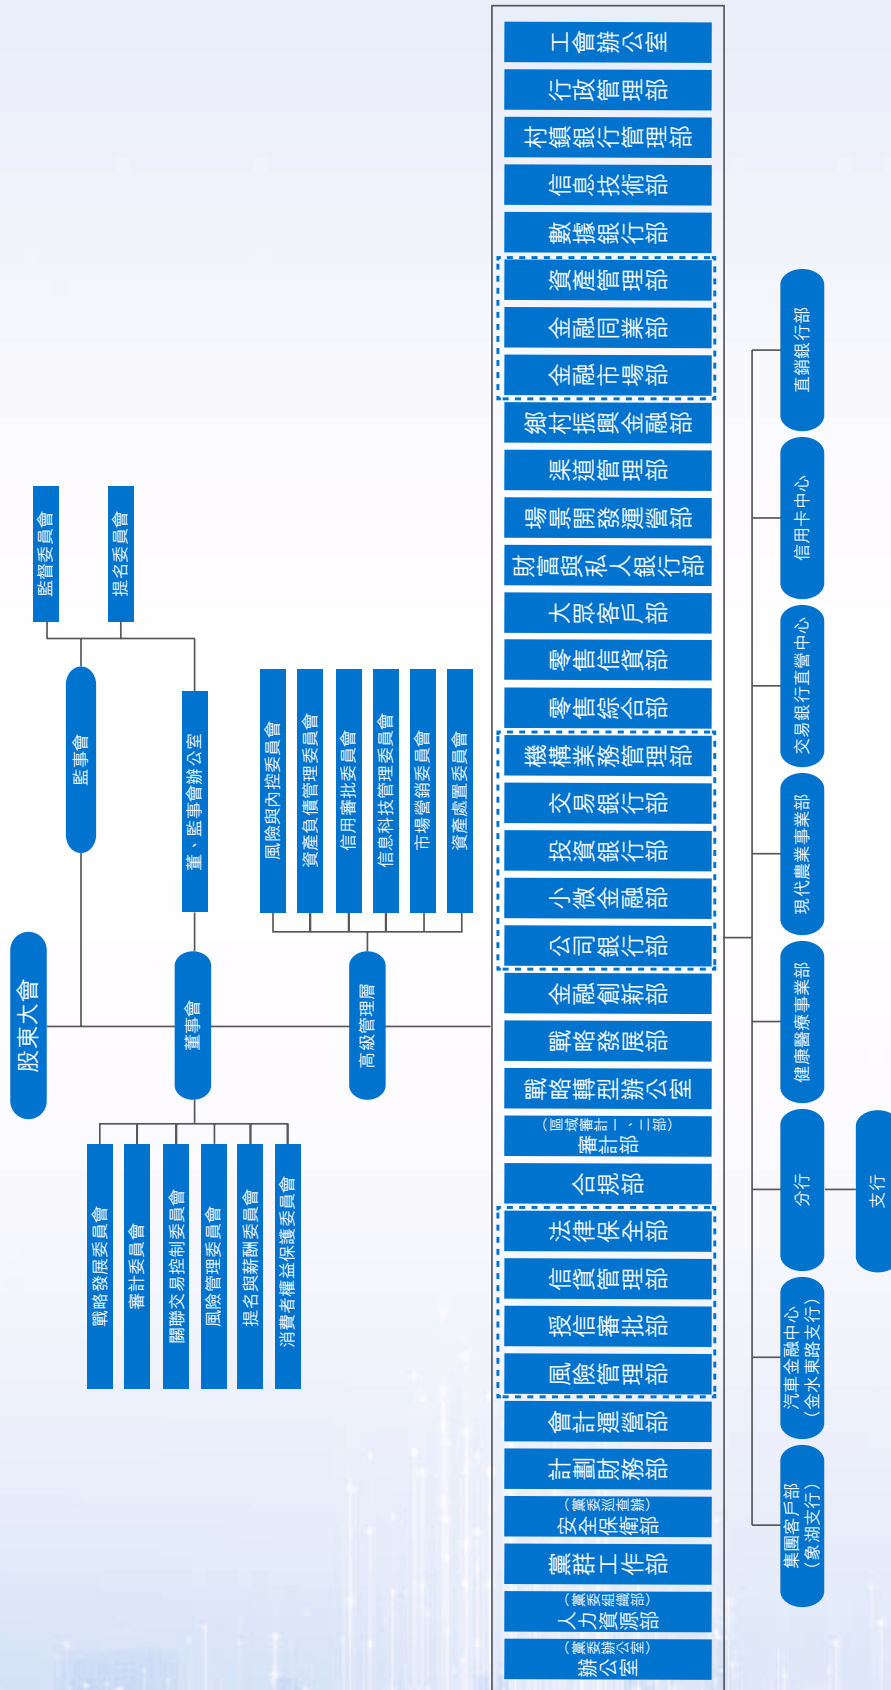 股東大會
監事會
監督委員會
提名委員會
董、監事會辦公室
董事會
戰略發展委員會
審計委員會
關聯交易控制委員會
風險管理委員會
提名與薪酬委員會
消費者權益保護委員會
高級管理層
風險與內控委員會
資產負債管理委員會
信用審批委員會
信息科技管理委員會
市場營銷委員會
資產處置委員會
辦公室
（黨委辦公室）
人力資源部
（黨委組織部）
黨群工作部
安全保衛部
（黨委巡查辦）
計劃財務部
會計運營部
風險管理部
授信審批部
信貸管理部
法律保全部
合規部
審計部
（區域審計一、二部）
戰略轉型辦公室
戰略發展部
金融創新部
公司銀行部
小微金融部
投資銀行部
交易銀行部
機構業務管理部
零售綜合部
零售信貸部
大眾客戶部
財富與私人銀行部
場景開發運營部
渠道管理部
鄉村振興金融部
金融市場部
金融同業部
資產管理部
數據銀行部
信息技術部
村鎮銀行管理部
行政管理部
工會辦公室
集團客戶部
（象湖支行）
汽車金融中心
（金水東路支行）
分行
健康醫療事業部
現代農業事業部
交易銀行直營中心
信用卡中心
直銷銀行部
支行